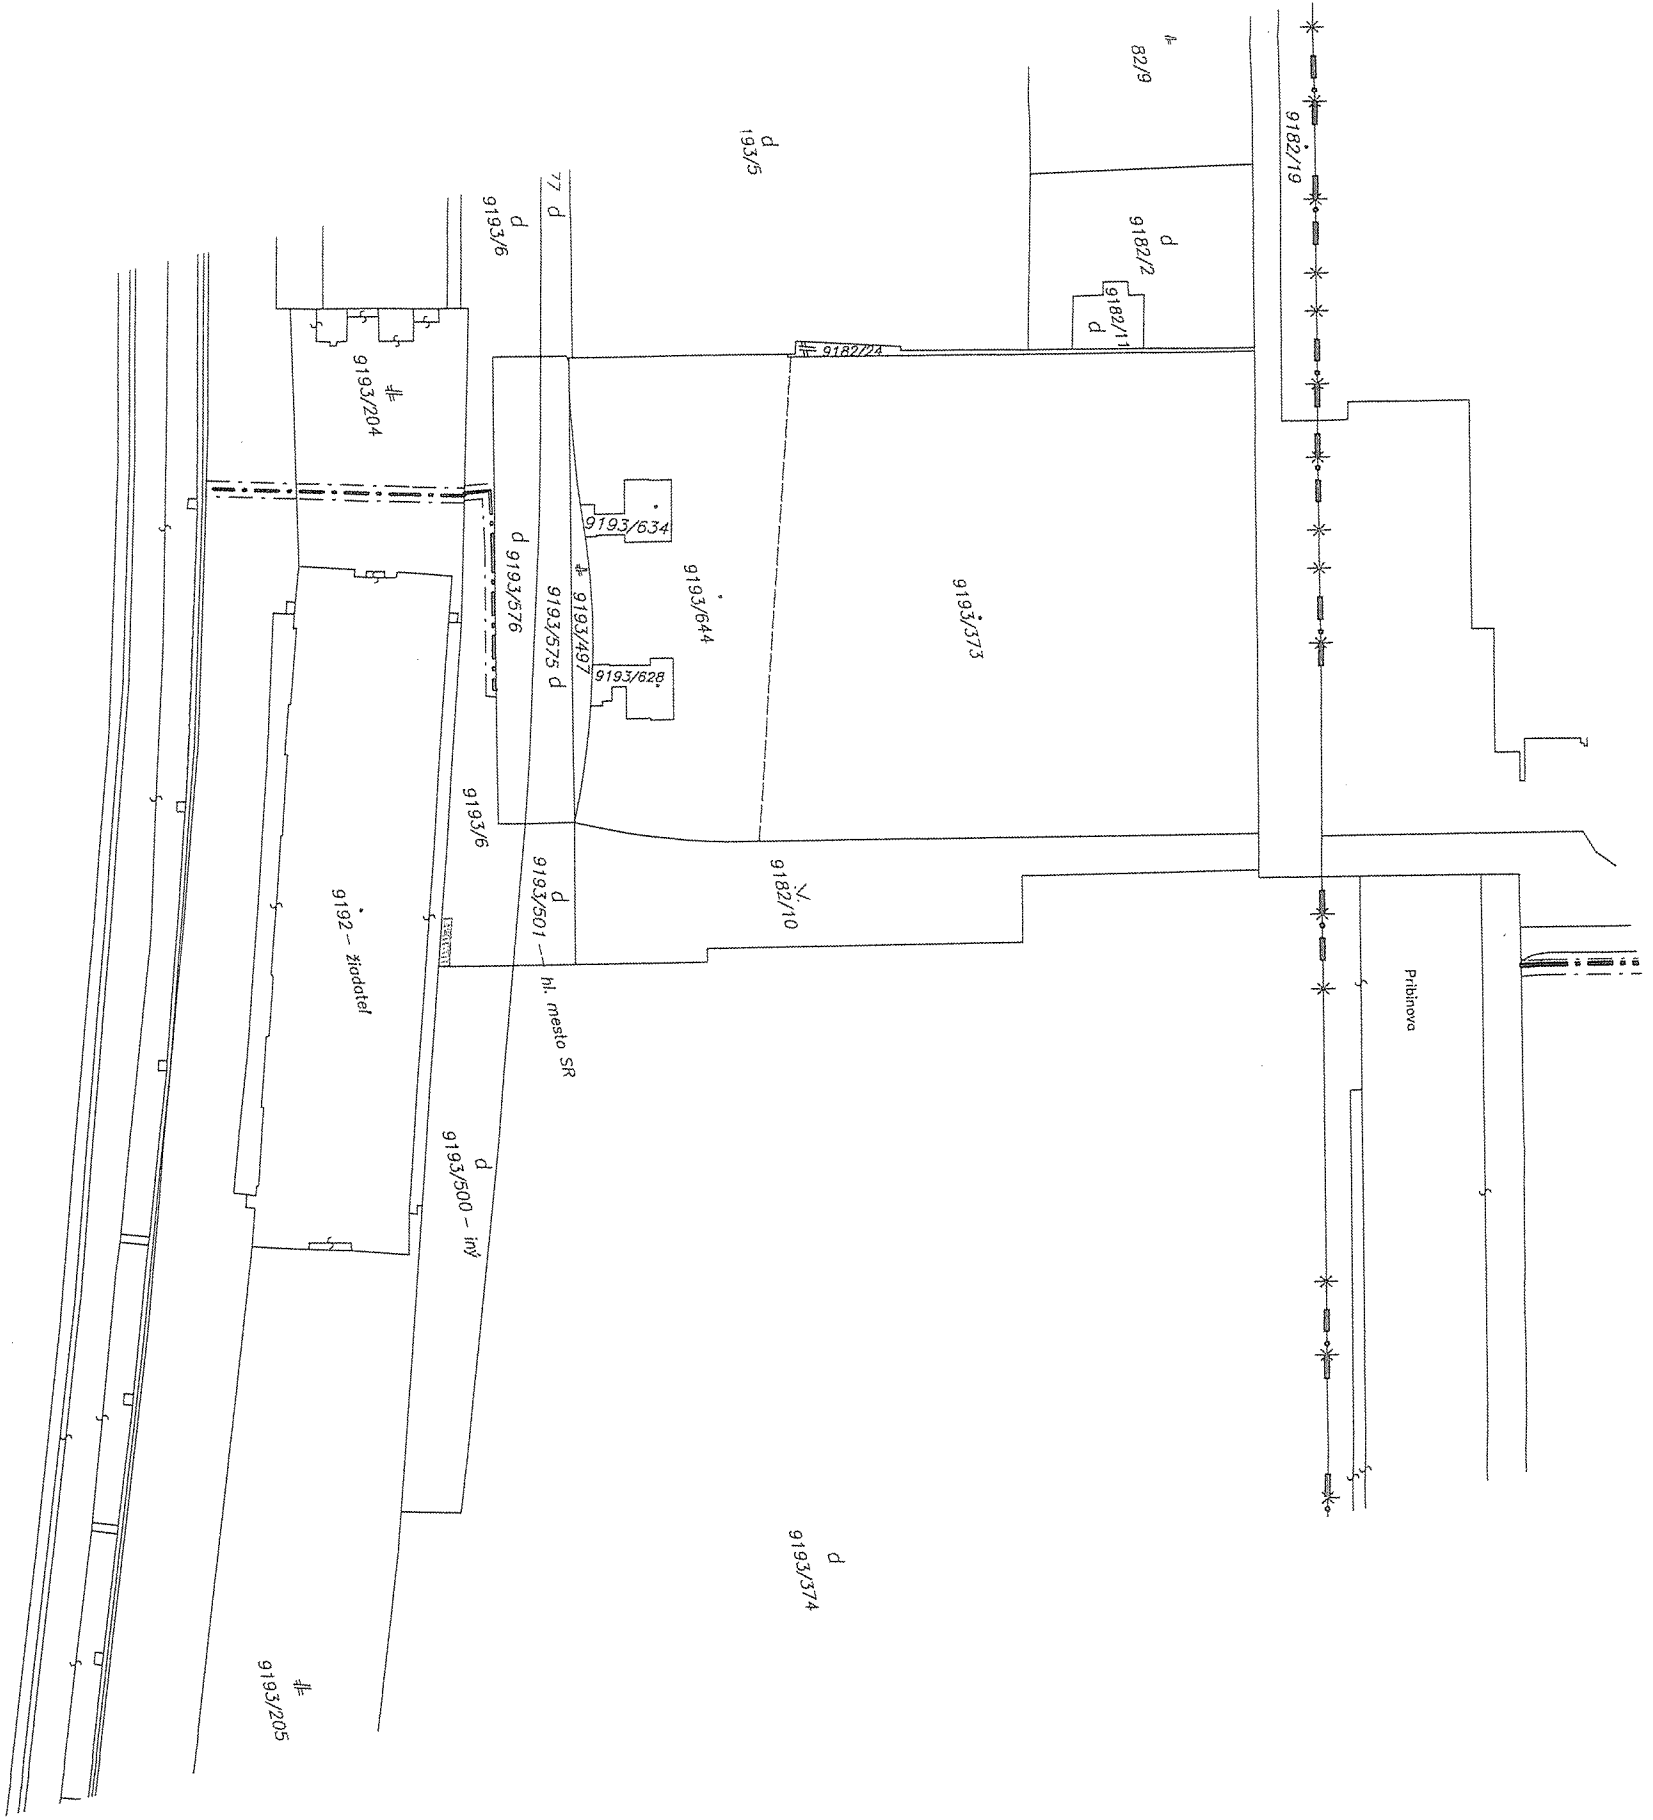 82/9
9182/19
d
193/5
77 d
d
9193/6
d
9182/2
9182/11
d
9182/24
9193/204
9193/634
d
9193/576
9193/575 d
9193/497
9193/644
9193/373
9193/628
9193/6
d
9193/501 – hl. mesto SR
9182/10
9192 – žiadateľ
Pribinova
d
9193/500 – iný
d
9193/374
9193/205